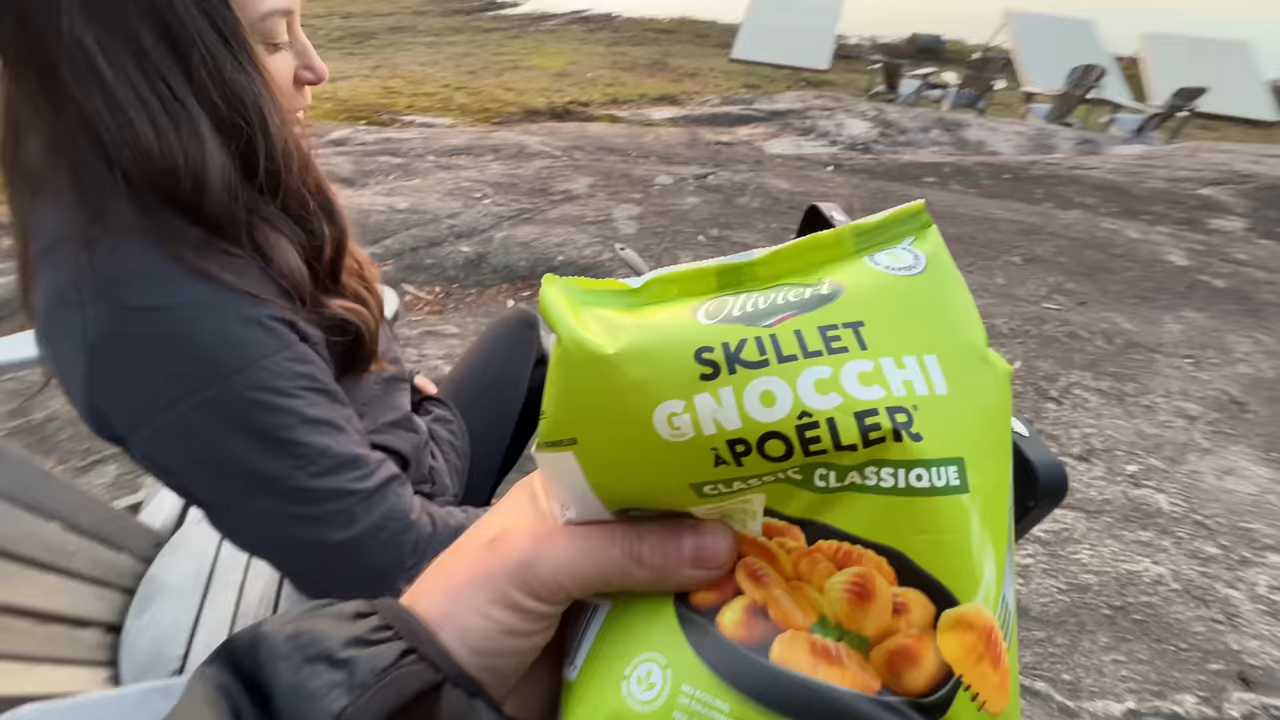 Olivieri
SKILLET
GNOCCHI
À POÊLER
CLASSIC CLASSIQUE